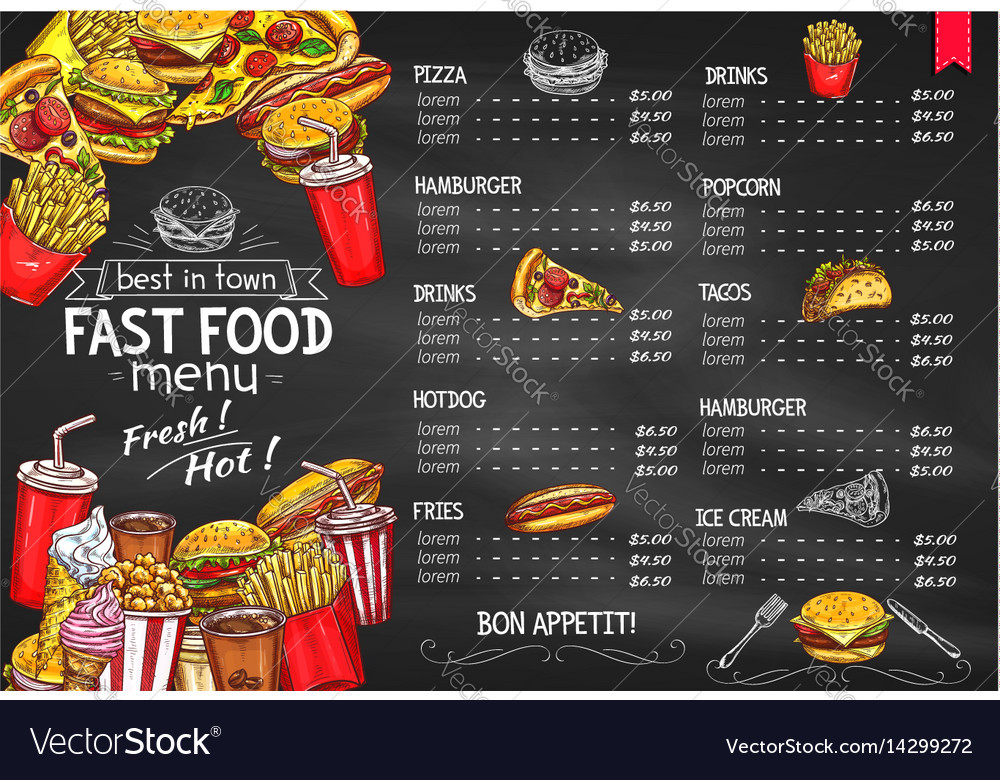 best in town
FAST FOOD
menu
Fresh!
Hot!
PIZZA
lorem $5.00
lorem $4.50
lorem $6.50
HAMBURGER
lorem $6.50
lorem $4.50
lorem $5.00
DRINKS
lorem $5.00
lorem $4.50
lorem $6.50
HOTDOG
lorem $6.50
lorem $4.50
lorem $5.00
FRIES
lorem $5.00
lorem $4.50
lorem $6.50
BON APPETIT!
DRINKS
lorem $5.00
lorem $4.50
lorem $6.50
POPCORN
lorem $6.50
lorem $4.50
lorem $5.00
TACOS
lorem $5.00
lorem $4.50
lorem $6.50
HAMBURGER
lorem $6.50
lorem $4.50
lorem $5.00
ICE CREAM
lorem $5.00
lorem $4.50
lorem $6.50
VectorStock®
VectorStock.com/14299272